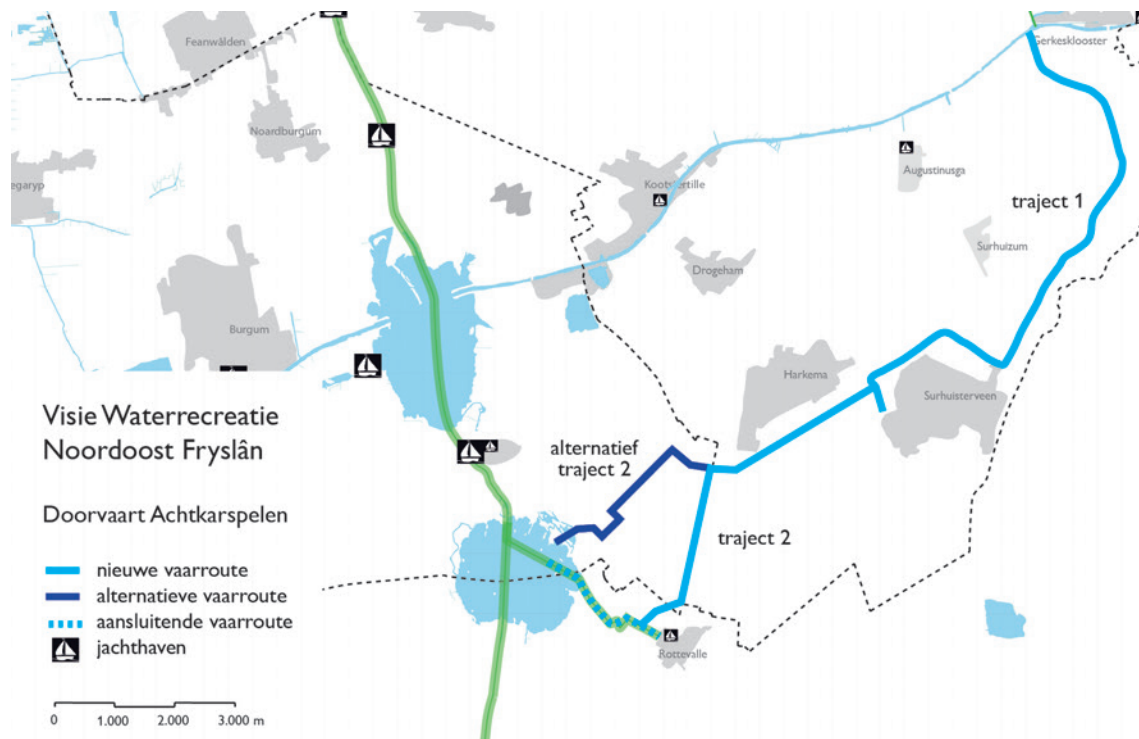 Feanwâlden
Gerkesklooster
Noardburgum
egaryp
Kootstertille
Augustinusga
traject 1
Surhuizum
Drogeham
Burgum
Harkema
Surhuisterveen
Visie Waterrecreatie
Noordoost Fryslân
alternatief
traject 2
Doorvaart Achtkarspelen
traject 2
nieuwe vaarroute
alternatieve vaarroute
aansluitende vaarroute
jachthaven
Rottevalle
0 1.000 2.000 3.000 m